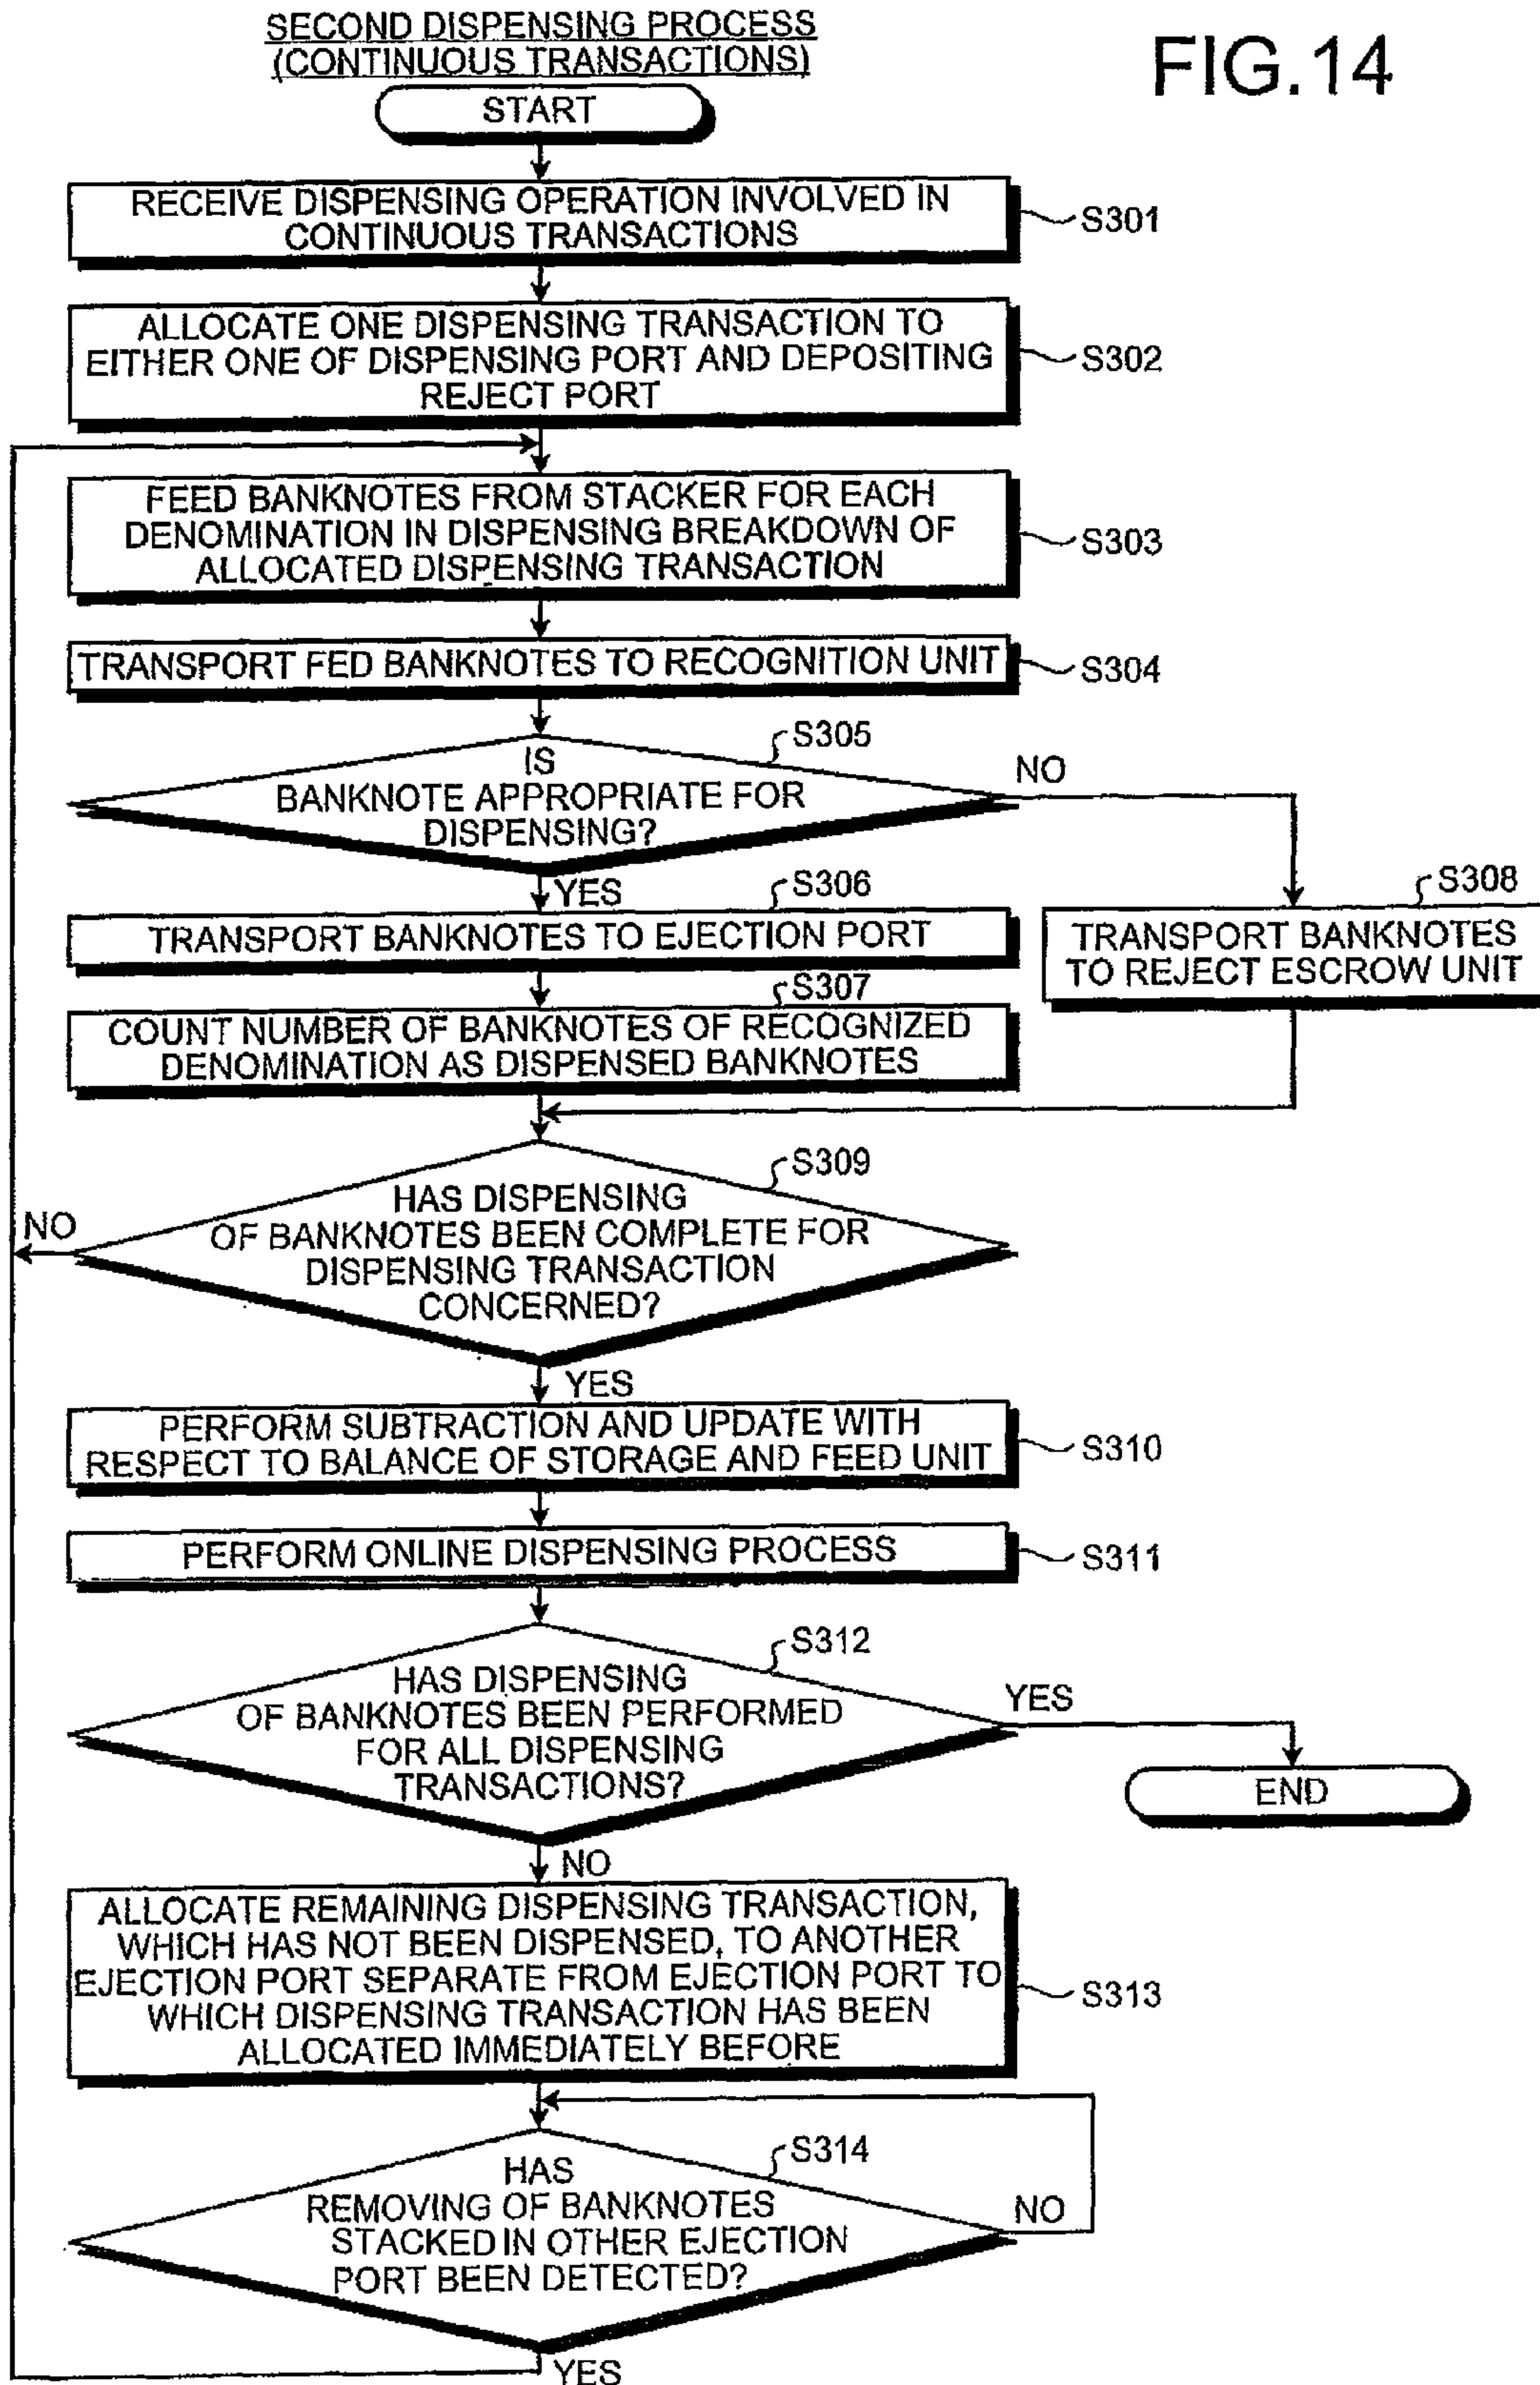 SECOND DISPENSING PROCESS
(CONTINUOUS TRANSACTIONS)
FIG.14
START
RECEIVE DISPENSING OPERATION INVOLVED IN
CONTINUOUS TRANSACTIONS
S301
ALLOCATE ONE DISPENSING TRANSACTION TO
EITHER ONE OF DISPENSING PORT AND DEPOSITING
REJECT PORT
S302
FEED BANKNOTES FROM STACKER FOR EACH
DENOMINATION IN DISPENSING BREAKDOWN OF
ALLOCATED DISPENSING TRANSACTION
S303
TRANSPORT FED BANKNOTES TO RECOGNITION UNIT
S304
S305
IS
BANKNOTE APPROPRIATE FOR
DISPENSING?
NO
YES
S306
TRANSPORT BANKNOTES TO EJECTION PORT
S308
TRANSPORT BANKNOTES
TO REJECT ESCROW UNIT
S307
COUNT NUMBER OF BANKNOTES OF RECOGNIZED
DENOMINATION AS DISPENSED BANKNOTES
S309
HAS DISPENSING
OF BANKNOTES BEEN COMPLETE FOR
DISPENSING TRANSACTION
CONCERNED?
NO
YES
PERFORM SUBTRACTION AND UPDATE WITH
RESPECT TO BALANCE OF STORAGE AND FEED UNIT
S310
PERFORM ONLINE DISPENSING PROCESS
S311
S312
HAS DISPENSING
OF BANKNOTES BEEN PERFORMED
FOR ALL DISPENSING
TRANSACTIONS?
YES
END
NO
ALLOCATE REMAINING DISPENSING TRANSACTION,
WHICH HAS NOT BEEN DISPENSED, TO ANOTHER
EJECTION PORT SEPARATE FROM EJECTION PORT TO
WHICH DISPENSING TRANSACTION HAS BEEN
ALLOCATED IMMEDIATELY BEFORE
S313
S314
HAS
REMOVING OF BANKNOTES
STACKED IN OTHER EJECTION
PORT BEEN DETECTED?
NO
YES